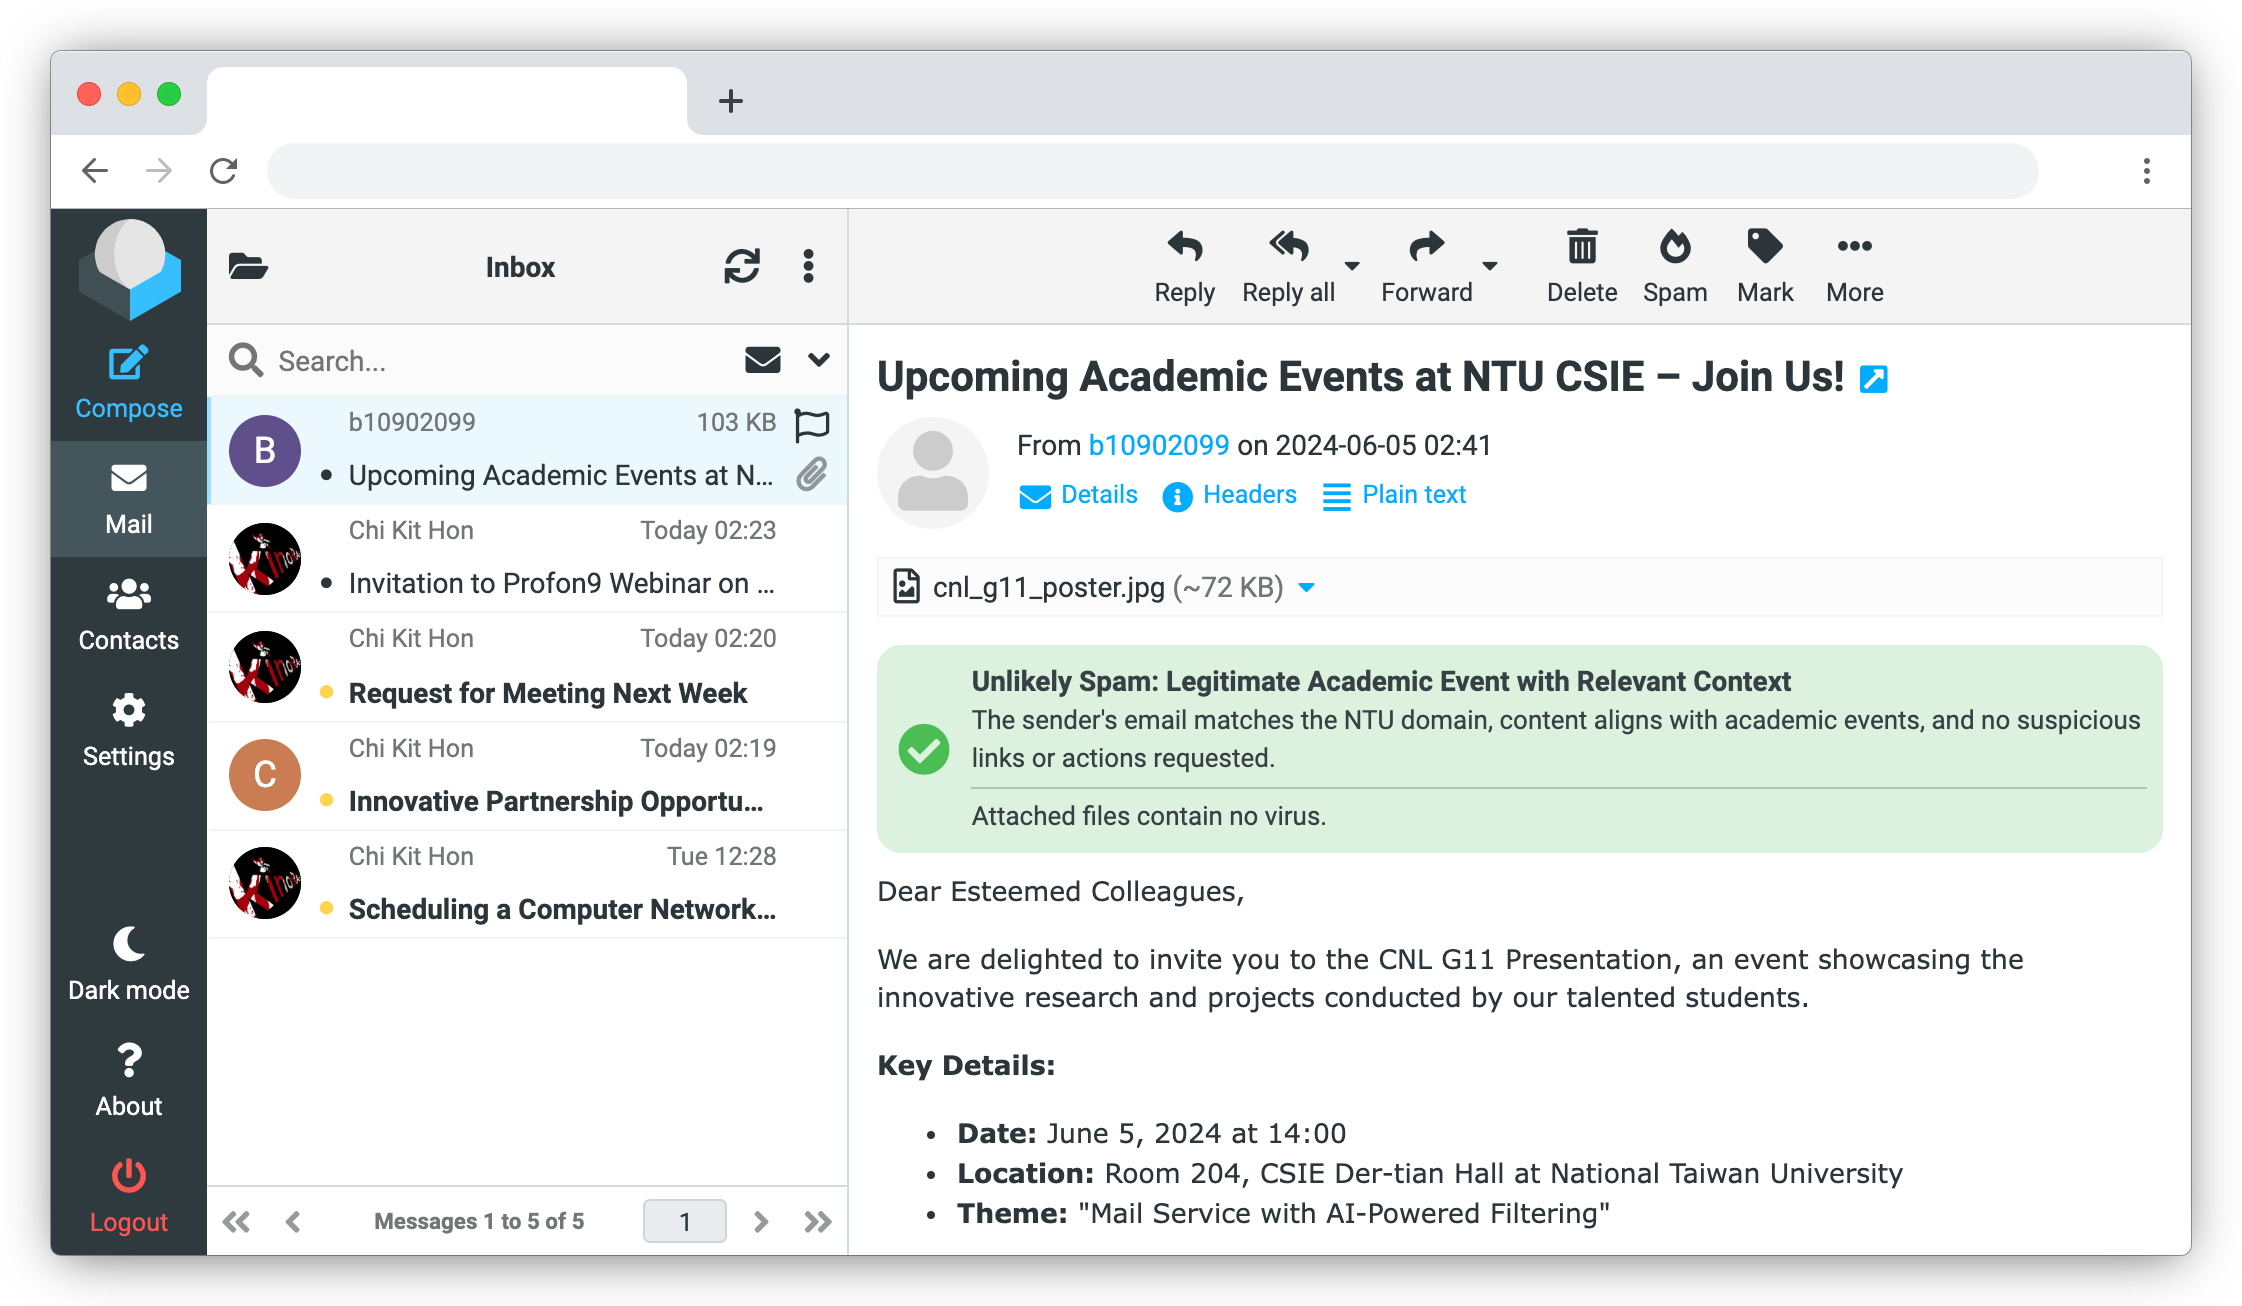 Compose
Mail
Contacts
Settings
Dark mode
About
Logout
Inbox
Search...
B
b10902099 103 KB
Upcoming Academic Events at N...
Chi Kit Hon Today 02:23
Invitation to Profon9 Webinar on ...
Chi Kit Hon Today 02:20
Request for Meeting Next Week
C
Chi Kit Hon Today 02:19
Innovative Partnership Opportu...
Chi Kit Hon Tue 12:28
Scheduling a Computer Network...
Messages 1 to 5 of 5 1
Reply Reply all Forward Delete Spam Mark More
Upcoming Academic Events at NTU CSIE – Join Us!
From b10902099 on 2024-06-05 02:41
Details Headers Plain text
cnl_g11_poster.jpg (~72 KB)
Unlikely Spam: Legitimate Academic Event with Relevant Context
The sender's email matches the NTU domain, content aligns with academic events, and no suspicious
links or actions requested.
Attached files contain no virus.
Dear Esteemed Colleagues,
We are delighted to invite you to the CNL G11 Presentation, an event showcasing the
innovative research and projects conducted by our talented students.
Key Details:
• Date: June 5, 2024 at 14:00
• Location: Room 204, CSIE Der-tian Hall at National Taiwan University
• Theme: "Mail Service with AI-Powered Filtering"